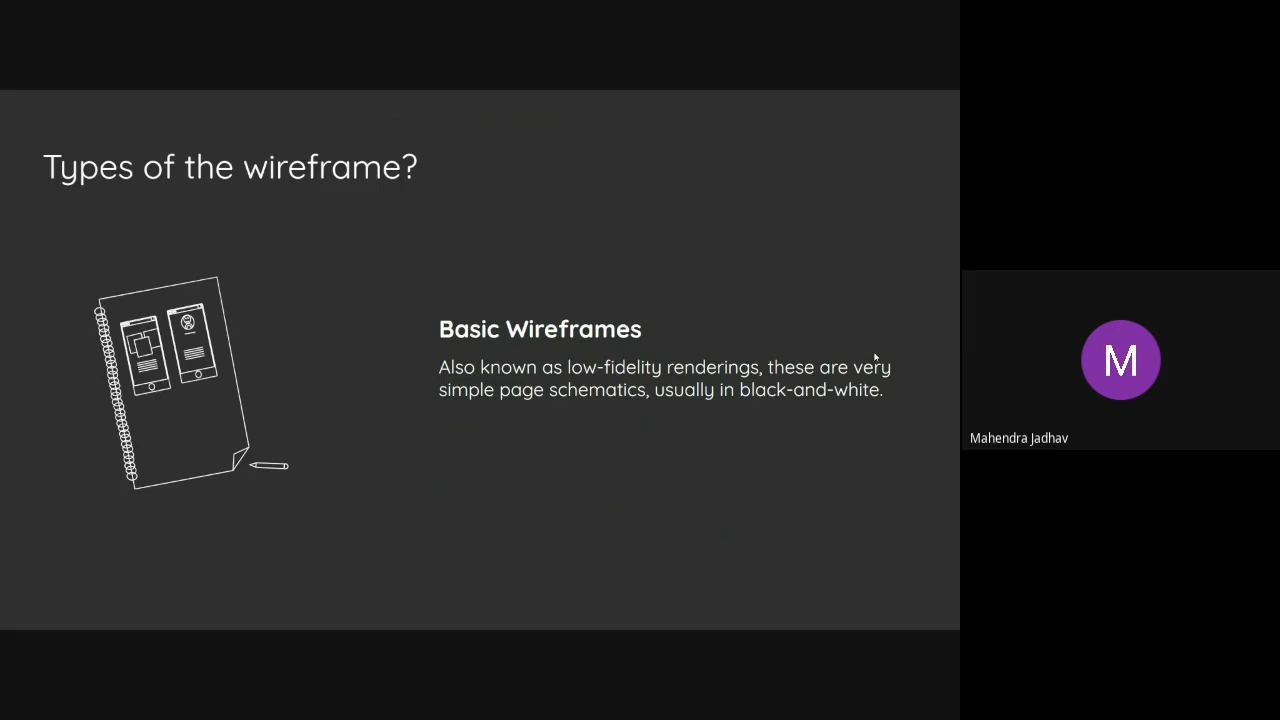 Types of the wireframe?
Basic Wireframes
Also known as low-fidelity renderings, these are very
simple page schematics, usually in black-and-white.
M
Mahendra Jadhav